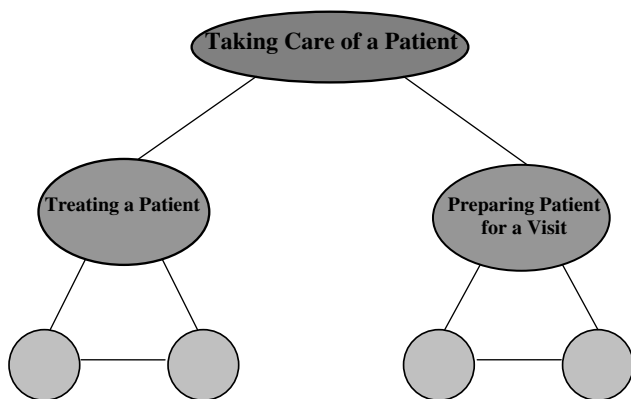 Taking Care of a Patient
Treating a Patient
Preparing Patient
for a Visit